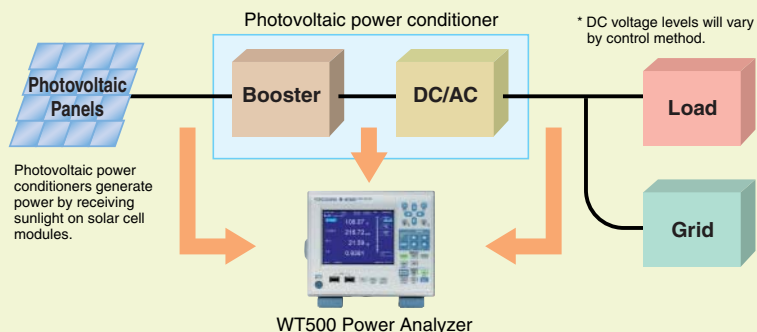 Photovoltaic power conditioner
* DC voltage levels will vary
by control method.
Photovoltaic
Panels
Booster
DC/AC
Load
Photovoltaic power
conditioners generate
power by receiving
sunlight on solar cell
modules.
Grid
YOKOGAWA
WT500 Power Analyzer